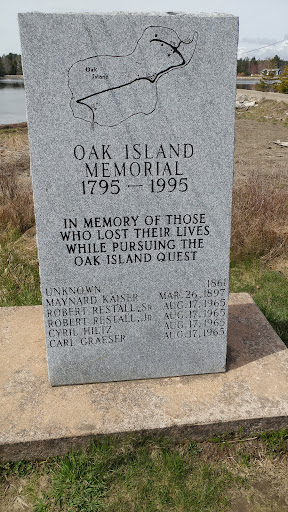 Oak
Island
OAK ISLAND
MEMORIAL
1795 — 1995
IN MEMORY OF THOSE
WHO LOST THEIR LIVES
WHILE PURSUING THE
OAK ISLAND QUEST
UNKNOWN 1861
MAYNARD KAISER MAR. 26, 1897
ROBERT RESTALL, SR AUG. 17, 1965
ROBERT RESTALL, JR AUG. 17, 1965
CYRIL HILTZ AUG. 17, 1965
CARL GRAESER AUG. 17, 1965